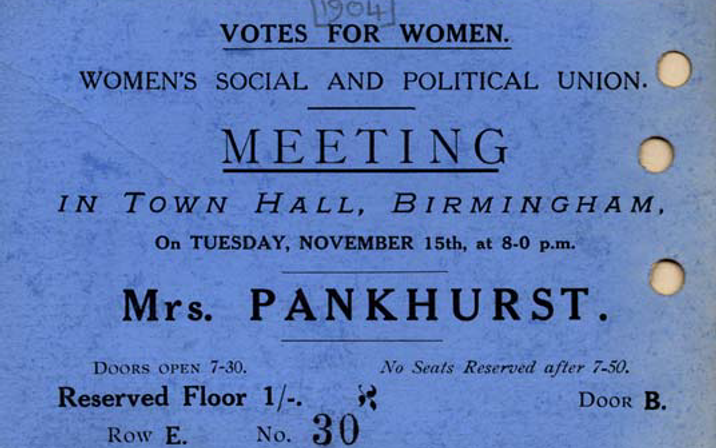 [1904]
VOTES FOR WOMEN.
WOMEN'S SOCIAL AND POLITICAL UNION.
MEETING
IN TOWN HALL, BIRMINGHAM,
On TUESDAY, NOVEMBER 15th, at 8-0 p.m.
Mrs. PANKHURST.
DOORS OPEN 7-30. No Seats Reserved after 7-50.
Reserved Floor 1/-. DOOR B.
ROW E. No. 30